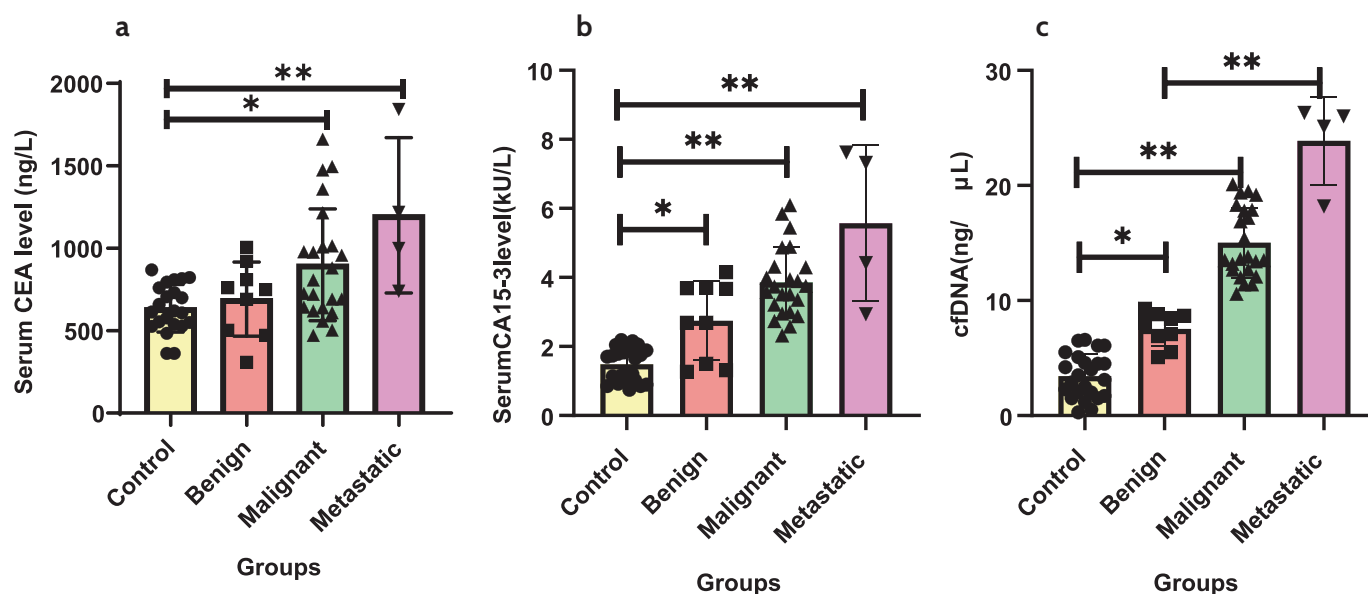 a
Serum CEA level (ng/L)
2000
1500
1000
500
0
**
*
Control
Benign
Malignant
Metastatic
Groups
b
SerumCA15-3level(kU/L)
10
8
6
4
2
0
**
**
*
Control
Benign
Malignant
Metastatic
Groups
c
cfDNA(ng/ µL)
30
20
10
0
**
**
*
Control
Benign
Malignant
Metastatic
Groups